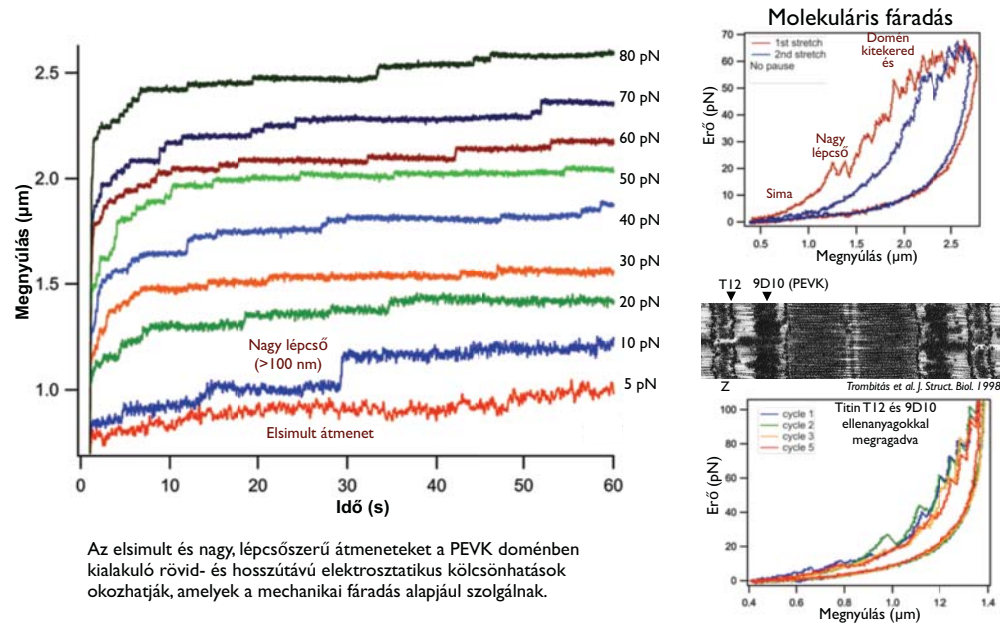 Megnyúlás (µm)
2.5
2.0
1.5
1.0
80 pN
70 pN
60 pN
50 pN
40 pN
30 pN
20 pN
10 pN
5 pN
Nagy lépcső
(>100 nm)
Elsimult átmenet
0
10
20
30
40
50
60
Idő (s)
Az elsimult és nagy, lépcsőszerű átmeneteket a PEVK doménben
kialakuló rövid- és hosszútávú elektrosztatikus kölcsönhatások
okozhatják, amelyek a mechanikai fáradás alapjául szolgálnak.
Molekuláris fáradás
Erő (pN)
70
60
50
40
30
20
10
0
1st stretch
2nd stretch
No pause
Domén
kitekered
és
Nagy
lépcső
Sima
0.5
1.0
1.5
2.0
2.5
Megnyúlás (µm)
T12
9D10 (PEVK)
Z
Trombitás et al. J. Struct. Biol. 1998
Erő (pN)
100
80
60
40
20
0
cycle 1
cycle 2
cycle 3
cycle 5
Titin T12 és 9D10
ellenanyagokkal
megragadva
0.4
0.6
0.8
1.0
1.2
1.4
Megnyúlás (µm)